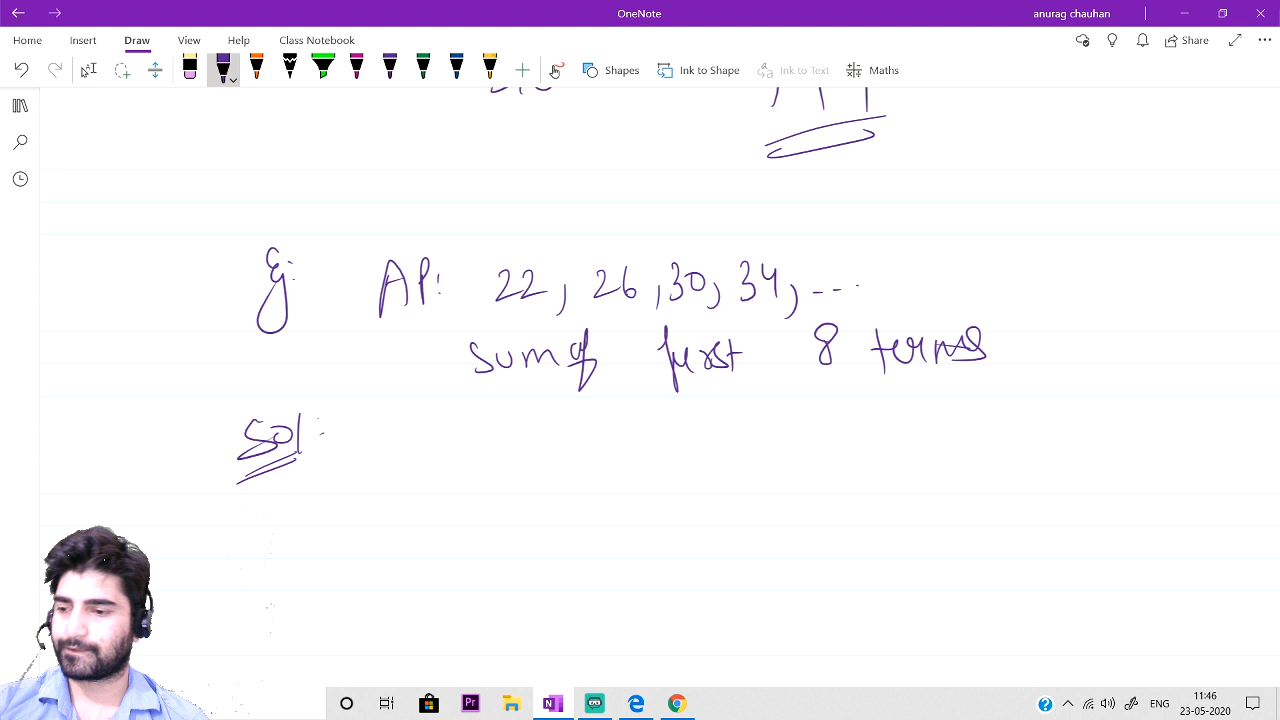 OneNote
anurag chauhan
Home Insert Draw View Help Class Notebook
Share
Shapes Ink to Shape Ink to Text Maths
Eg: AP: 22, 26, 30, 34, ...
sum of first 8 terms
Sol:
ENG 11:46
23-05-2020